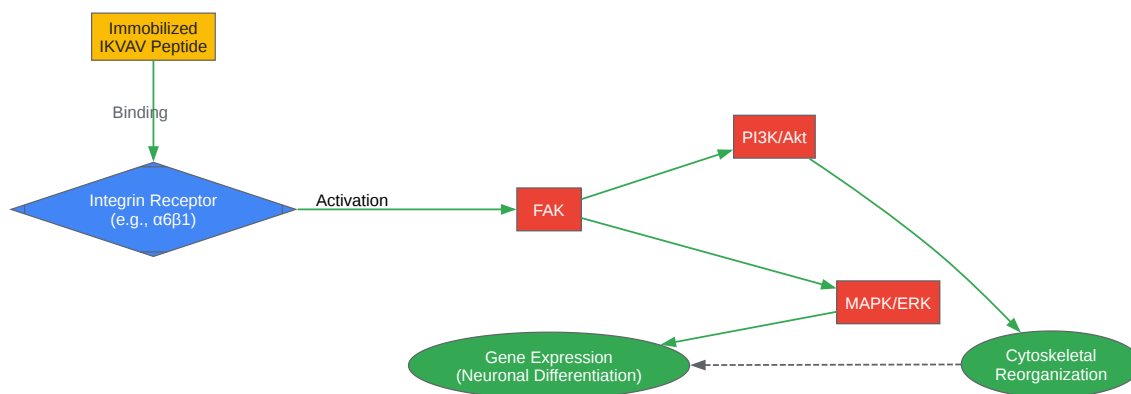 Immobilized
IKVAV Peptide
Binding
Integrin Receptor
(e.g., α6β1)
Activation
FAK
PI3K/Akt
MAPK/ERK
Gene Expression
(Neuronal Differentiation)
Cytoskeletal
Reorganization